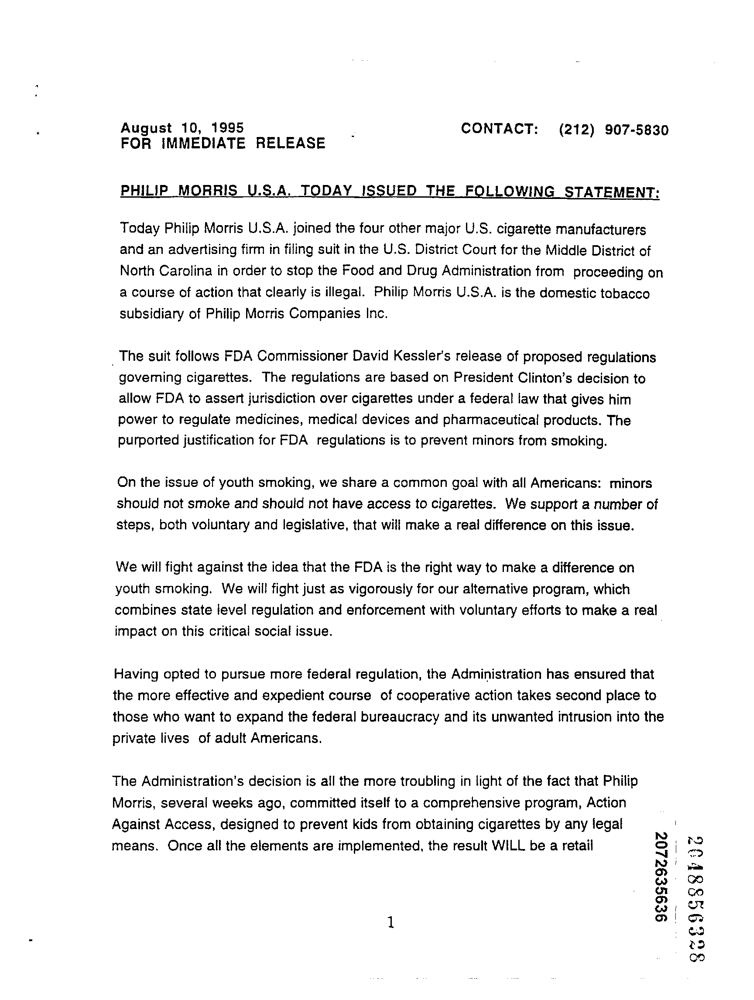 August 10, 1995 CONTACT: (212) 907-5830
FOR IMMEDIATE RELEASE
PHILIP MORRIS U.S.A. TODAY ISSUED THE FOLLOWING STATEMENT:
Today Philip Morris U.S.A. joined the four other major U.S. cigarette manufacturers
and an advertising firm in filing suit in the U.S. District Court for the Middle District of
North Carolina in order to stop the Food and Drug Administration from proceeding on
a course of action that clearly is illegal. Philip Morris U.S.A. is the domestic tobacco
subsidiary of Philip Morris Companies Inc.
The suit follows FDA Commissioner David Kessler's release of proposed regulations
governing cigarettes. The regulations are based on President Clinton's decision to
allow FDA to assert jurisdiction over cigarettes under a federal law that gives him
power to regulate medicines, medical devices and pharmaceutical products. The
purported justification for FDA regulations is to prevent minors from smoking.
On the issue of youth smoking, we share a common goal with all Americans: minors
should not smoke and should not have access to cigarettes. We support a number of
steps, both voluntary and legislative, that will make a real difference on this issue.
We will fight against the idea that the FDA is the right way to make a difference on
youth smoking. We will fight just as vigorously for our alternative program, which
combines state level regulation and enforcement with voluntary efforts to make a real
impact on this critical social issue.
Having opted to pursue more federal regulation, the Administration has ensured that
the more effective and expedient course of cooperative action takes second place to
those who want to expand the federal bureaucracy and its unwanted intrusion into the
private lives of adult Americans.
The Administration's decision is all the more troubling in light of the fact that Philip
Morris, several weeks ago, committed itself to a comprehensive program, Action
Against Access, designed to prevent kids from obtaining cigarettes by any legal
means. Once all the elements are implemented, the result WILL be a retail
1
2072635636
2048856328